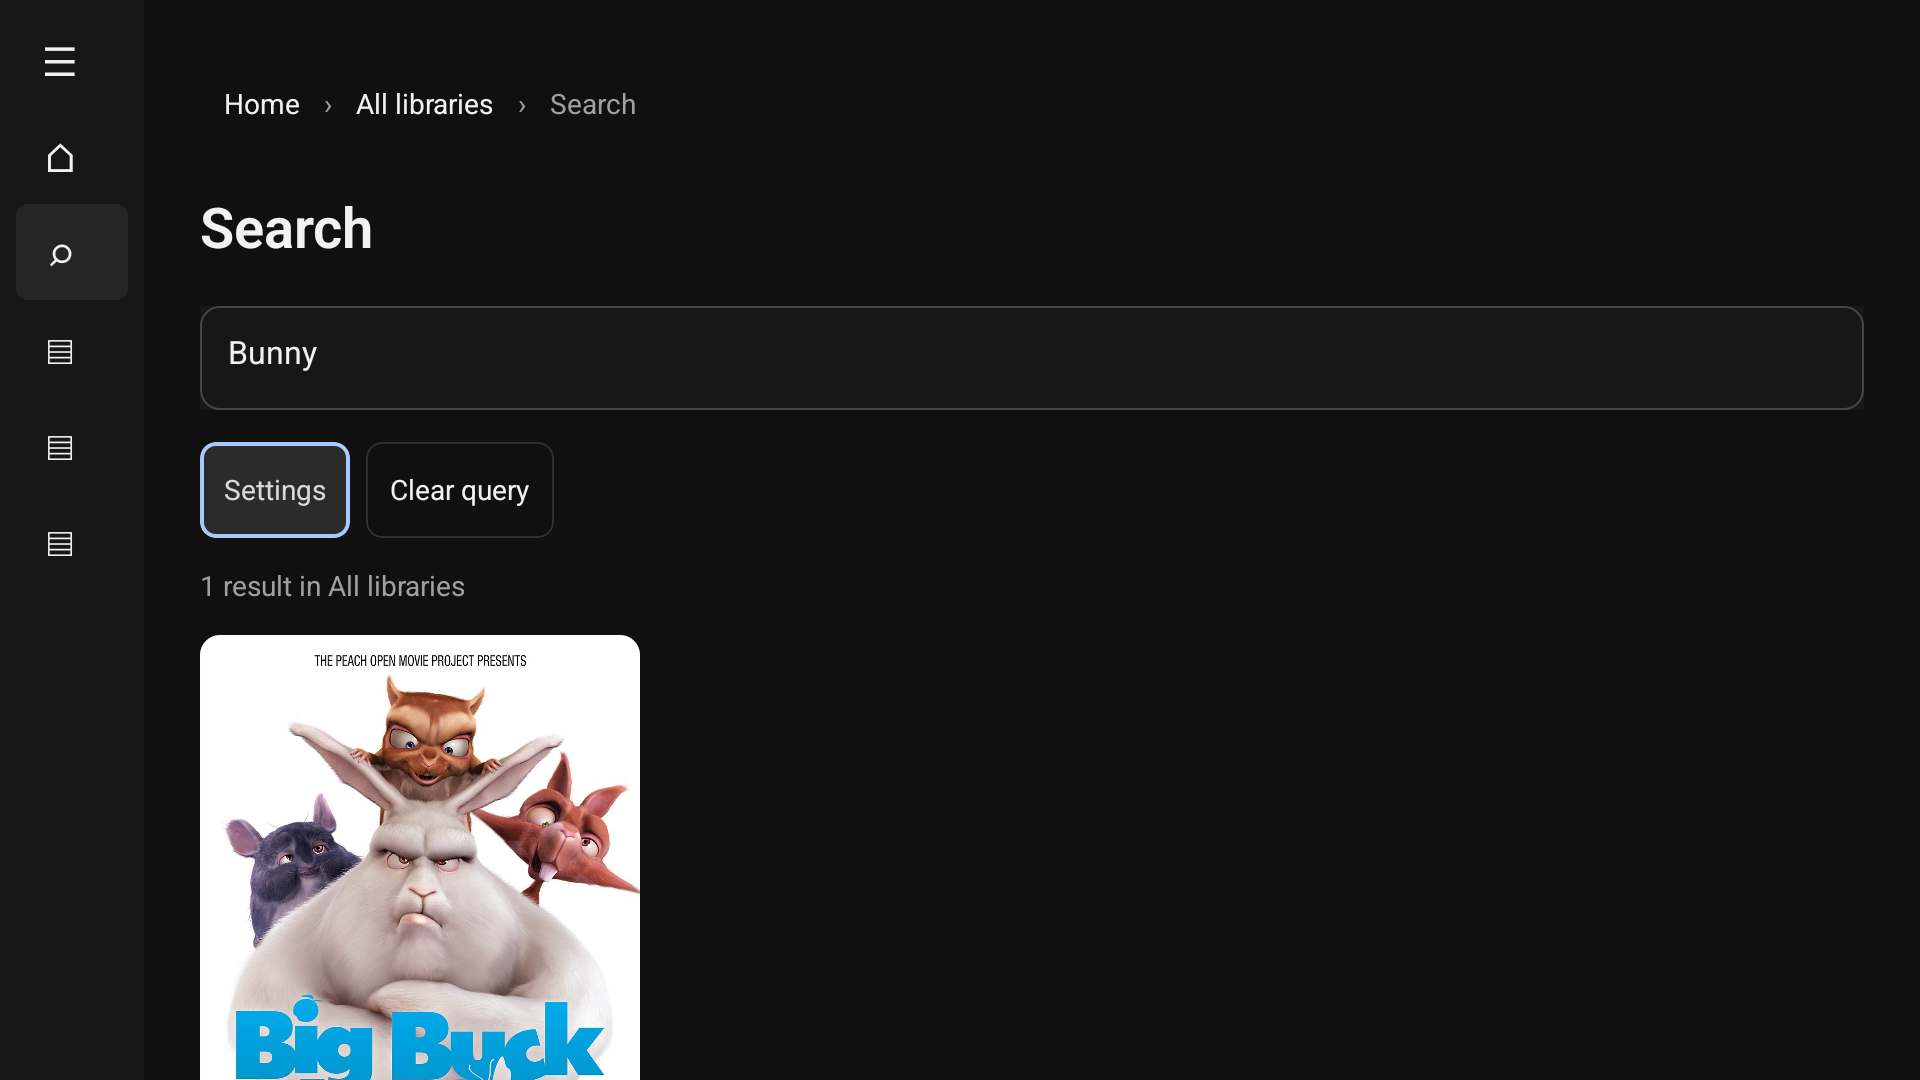 Home › All libraries › Search
Search
Bunny
Settings
Clear query
1 result in All libraries
THE PEACH OPEN MOVIE PROJECT PRESENTS
Big Buck